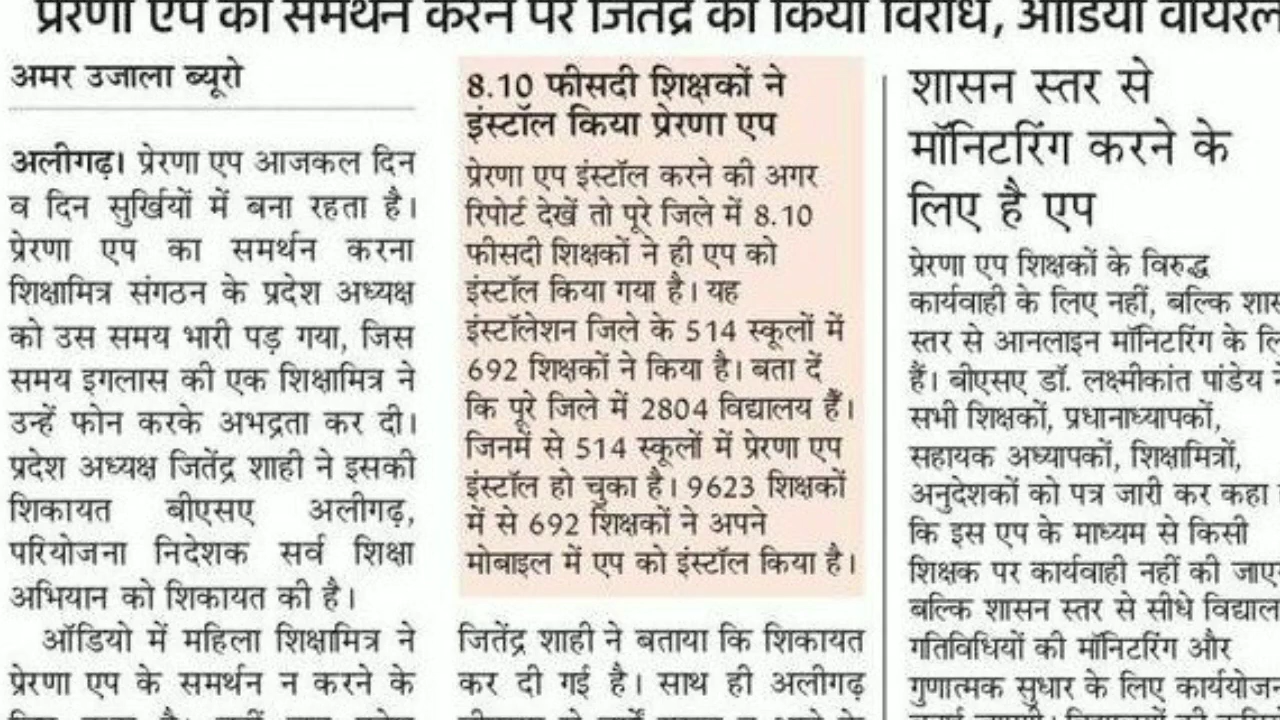 प्रेरणा एप का समर्थन करने पर जितेंद्र का किया विरोध, ऑडियो वायरल
अमर उजाला ब्यूरो
अलीगढ़। प्रेरणा एप आजकल दिन
व दिन सुर्खियों में बना रहता है।
प्रेरणा एप का समर्थन करना
शिक्षामित्र संगठन के प्रदेश अध्यक्ष
को उस समय भारी पड़ गया, जिस
समय इगलास की एक शिक्षामित्र ने
उन्हें फोन करके अभद्रता कर दी।
प्रदेश अध्यक्ष जितेंद्र शाही ने इसकी
शिकायत बीएसए अलीगढ़,
परियोजना निदेशक सर्व शिक्षा
अभियान को शिकायत की है।
ऑडियो में महिला शिक्षामित्र ने
प्रेरणा एप के समर्थन न करने के
8.10 फीसदी शिक्षकों ने
इंस्टॉल किया प्रेरणा एप
प्रेरणा एप इंस्टॉल करने की अगर
रिपोर्ट देखें तो पूरे जिले में 8.10
फीसदी शिक्षकों ने ही एप को
इंस्टॉल किया गया है। यह
इंस्टॉलेशन जिले के 514 स्कूलों में
692 शिक्षकों ने किया है। बता दें
कि पूरे जिले में 2804 विद्यालय हैं।
जिनमें से 514 स्कूलों में प्रेरणा एप
इंस्टॉल हो चुका है। 9623 शिक्षकों
में से 692 शिक्षकों ने अपने
मोबाइल में एप को इंस्टॉल किया है।
जितेंद्र शाही ने बताया कि शिकायत
कर दी गई है। साथ ही अलीगढ़
शासन स्तर से
मॉनिटरिंग करने के
लिए है एप
प्रेरणा एप शिक्षकों के विरुद्ध
कार्यवाही के लिए नहीं, बल्कि
स्तर से आनलाइन मॉनिटरिंग के
हैं। बीएसए डॉ. लक्ष्मीकांत पांडेय
सभी शिक्षकों, प्रधानाध्यापकों,
सहायक अध्यापकों, शिक्षामित्रों,
अनुदेशकों को पत्र जारी कर कहा
कि इस एप के माध्यम से किसी
शिक्षक पर कार्यवाही नहीं की
बल्कि शासन स्तर से सीधे
गतिविधियों की मॉनिटरिंग और
गुणात्मक सुधार के लिए